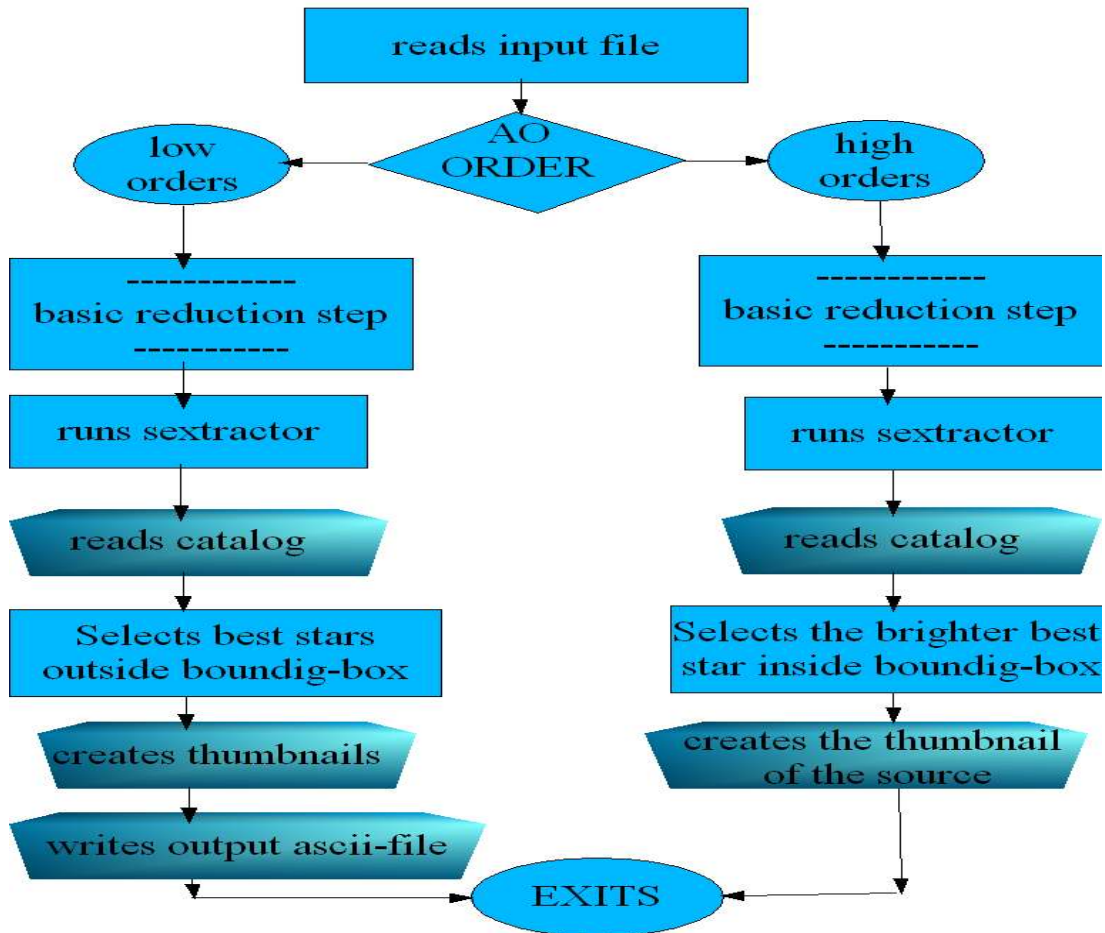 reads input file
AO
ORDER
low
orders
high
orders
------------
basic reduction step
-----------
------------
basic reduction step
-----------
runs sextractor
runs sextractor
reads catalog
reads catalog
Selects best stars
outside boundig-box
Selects the brighter best
star inside boundig-box
creates thumbnails
creates the thumbnail
of the source
writes output ascii-file
EXITS